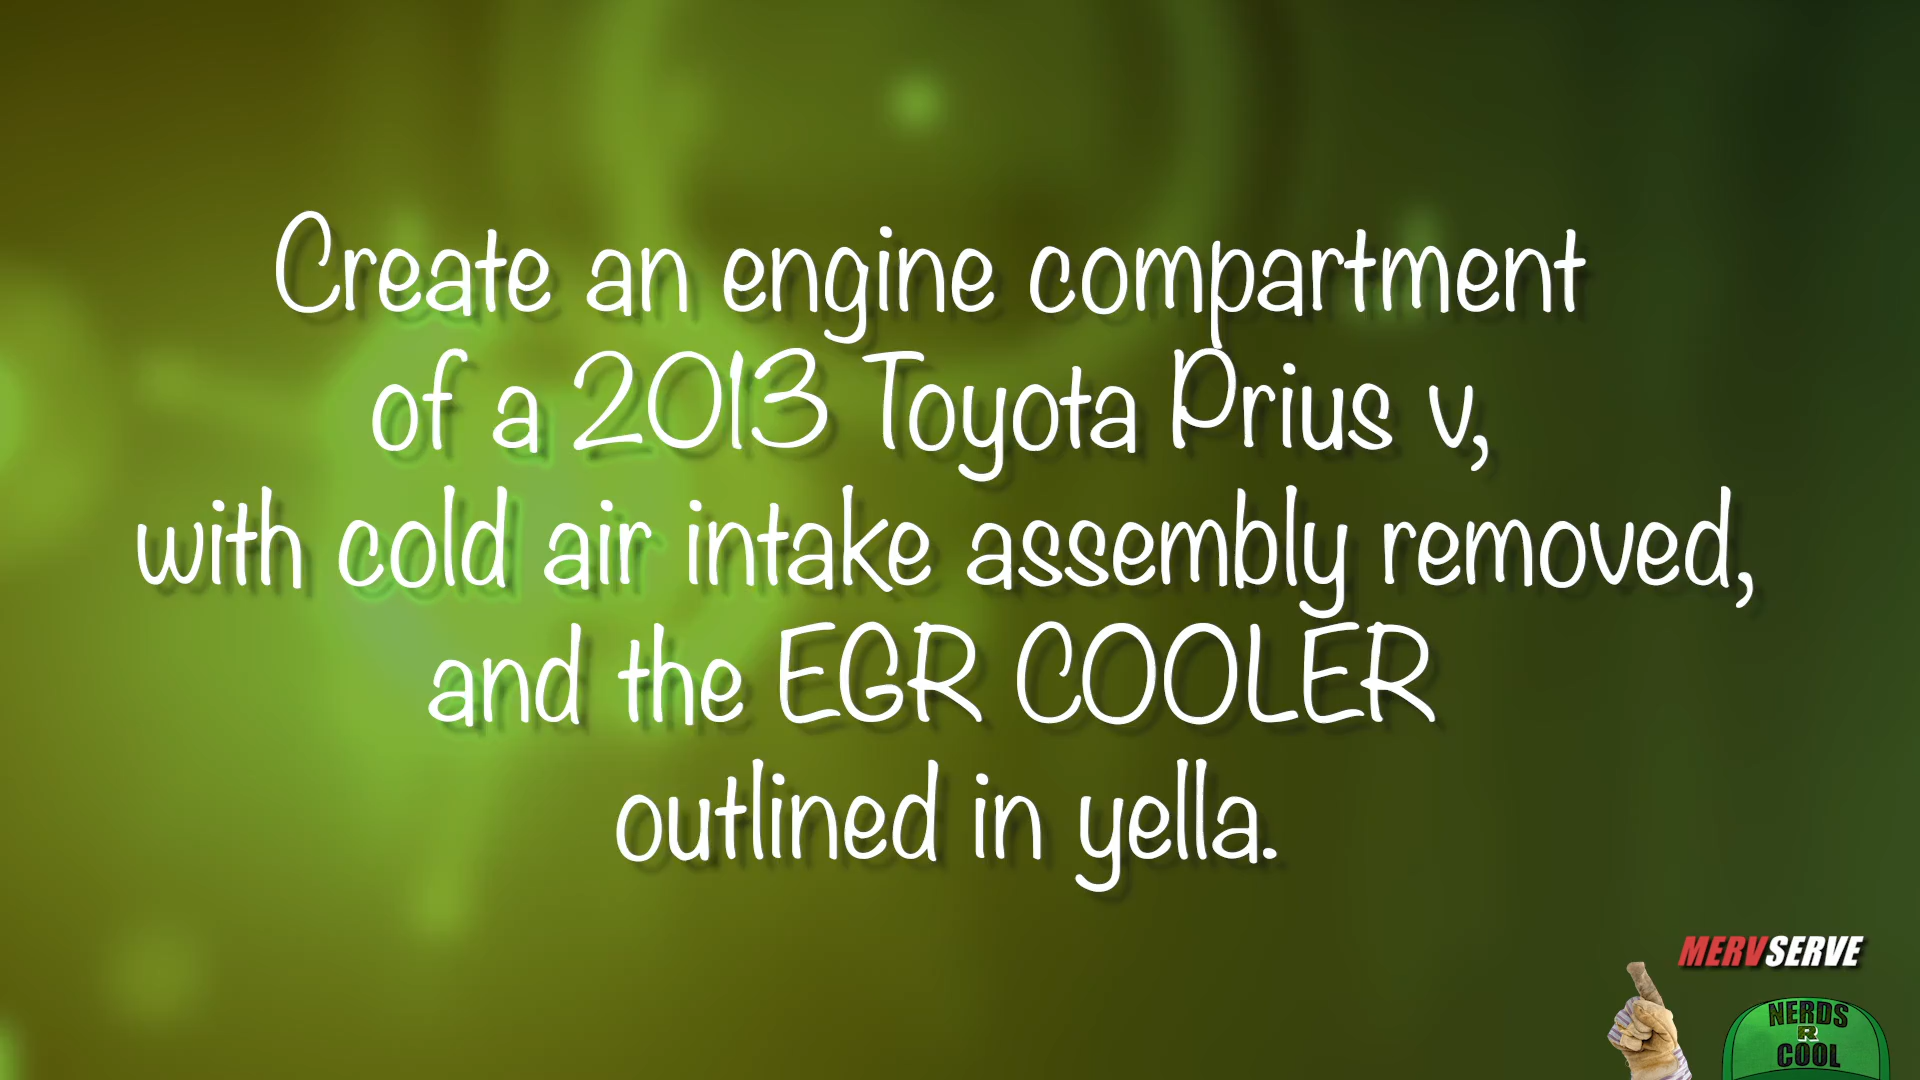 Create an engine compartment
of a 2013 Toyota Prius v,
with cold air intake assembly removed,
and the EGR COOLER
outlined in yella.
MERVSERVE
NERDS
R
COOL